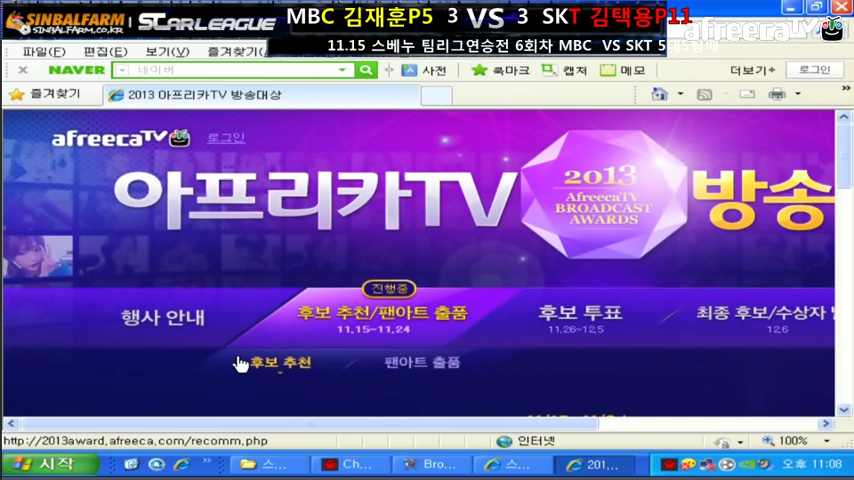 SINBALFARM
SINBALFARM.CO.KR
STARLEAGUE
MBC 김재훈P5 3 VS 3 SKT 김택용P11
afreecaTV
11.15 스베누 팀리그연승전 6회차 MBC VS SKT 5
파일(F) 편집(E) 보기(V) 즐겨찾기(
NAVER 네이버 사전 북마크 캡처 메모 더보기+ 로그인
즐겨찾기 2013 아프리카TV 방송대상
afreecaTV 로그인
아프리카TV 방송
2013
AfreecaTV
BROADCAST
AWARDS
진행중
행사 안내 후보 추천/팬아트 출품 후보 투표 최종 후보/수상자
11.15~11.24 11.26~12.5 12.6
후보 추천 팬아트 출품
http://2013award.afreeca.com/recomm.php 인터넷 100%
시작 스... Ch... Bro... 스... 201... 오후 11:08